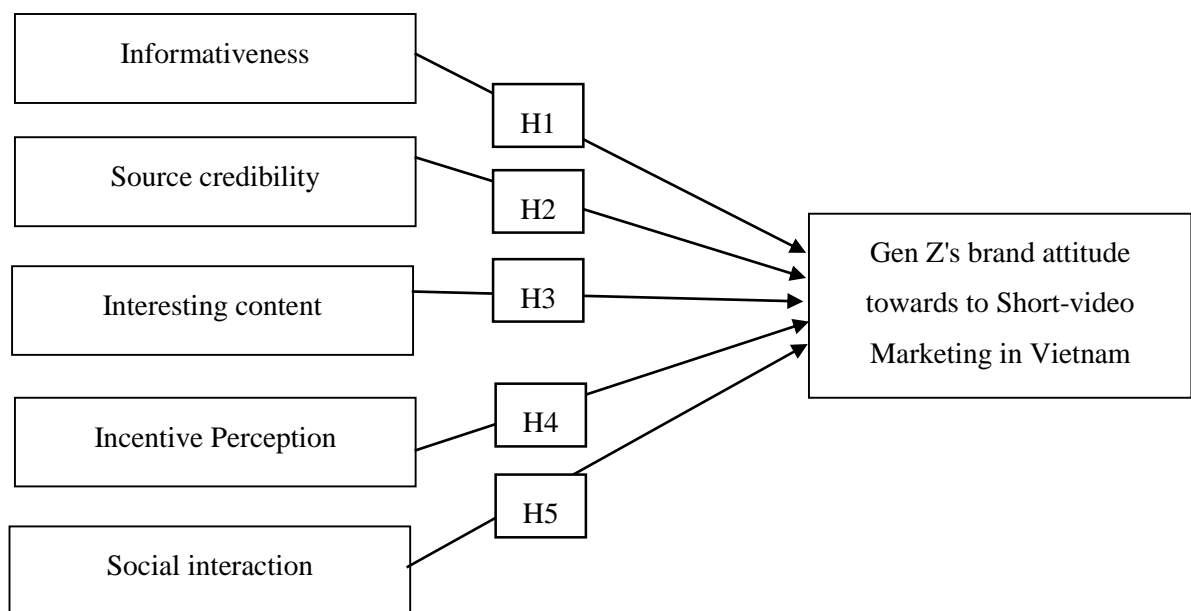 Informativeness
H1
Source credibility
H2
Interesting content
H3
Incentive Perception
H4
Social interaction
H5
Gen Z's brand attitude
towards to Short-video
Marketing in Vietnam